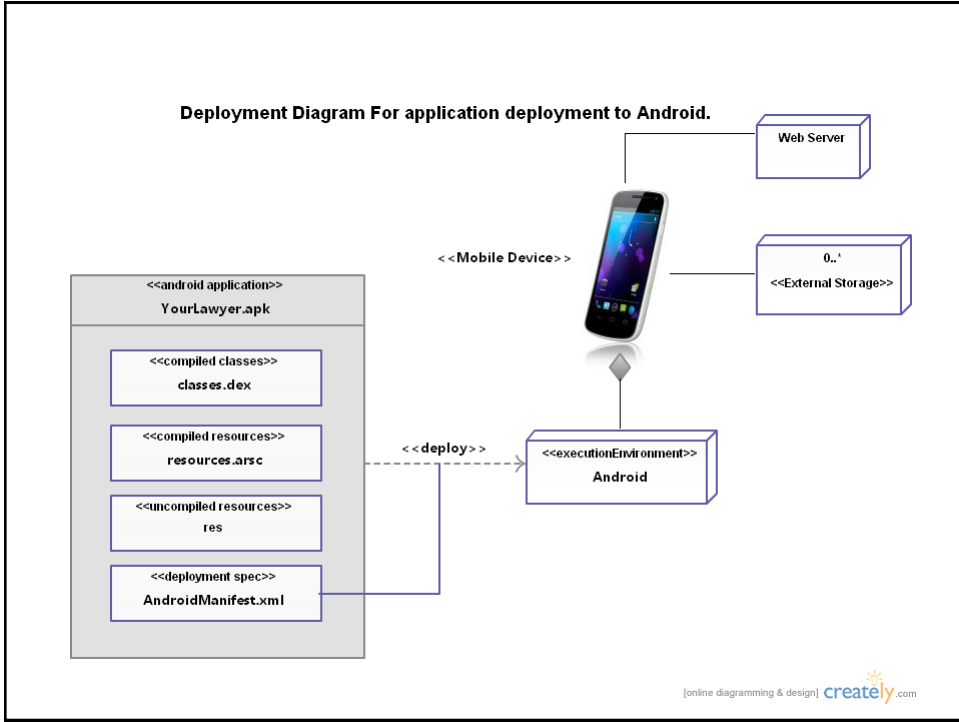 Deployment Diagram For application deployment to Android.
Web Server
<<Mobile Device>>
0..*
<<External Storage>>
<<android application>>
YourLawyer.apk
<<compiled classes>>
classes.dex
<<compiled resources>>
resources.arsc
<<uncompiled resources>>
res
<<deployment spec>>
AndroidManifest.xml
<<deploy>>
<<executionEnvironment>>
Android
[online diagramming & design] creately.com